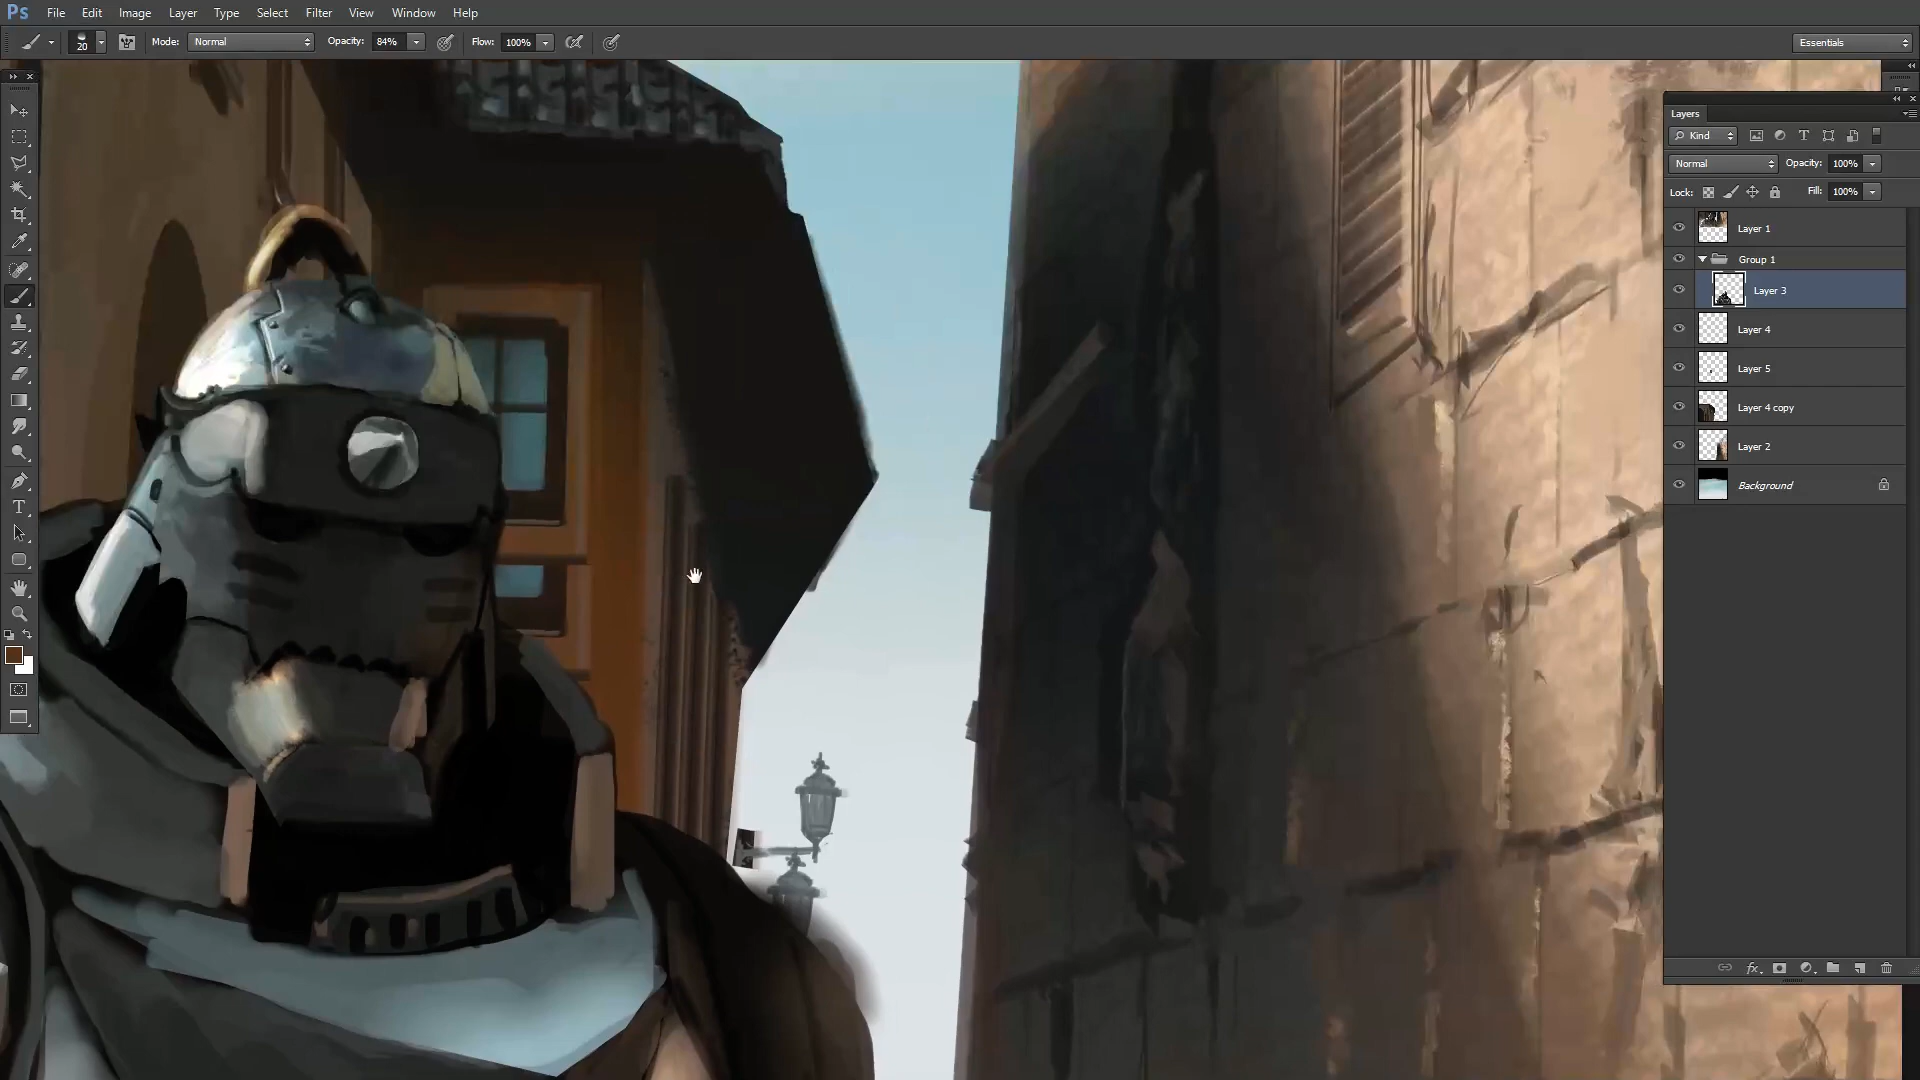 Ps File Edit Image Layer Type Select Filter View Window Help
20 Mode: Normal Opacity: 84% Flow: 100% Essentials
Layers
Kind T
Normal Opacity: 100%
Lock: Fill: 100%
Layer 1
Group 1
Layer 3
Layer 4
Layer 5
Layer 4 copy
Layer 2
Background
T
fx